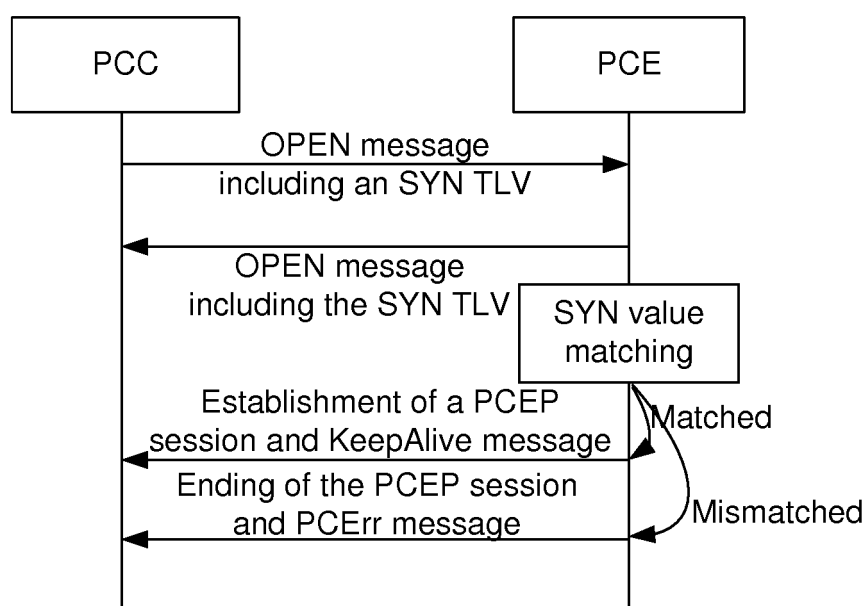 PCC
PCE
OPEN message
including an SYN TLV
OPEN message
including the SYN TLV
SYN value
matching
Establishment of a PCEP
session and KeepAlive message
Matched
Ending of the PCEP session
and PCErr message
Mismatched